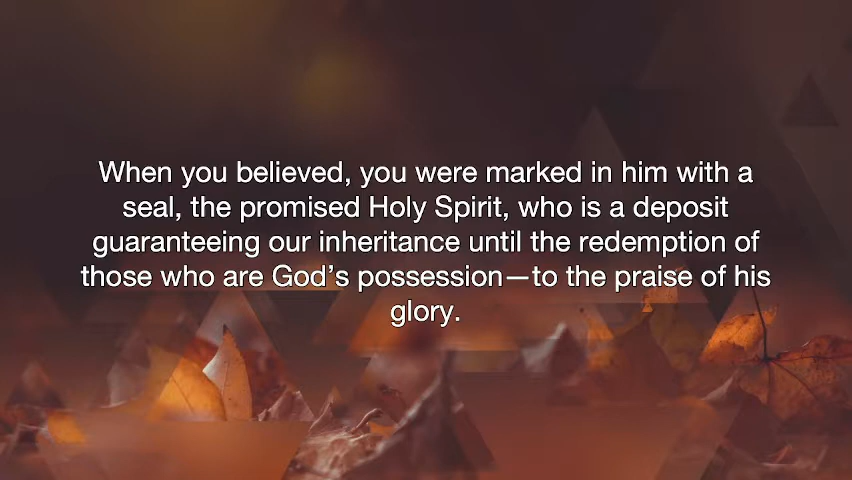 When you believed, you were marked in him with a
seal, the promised Holy Spirit, who is a deposit
guaranteeing our inheritance until the redemption of
those who are God’s possession—to the praise of his
glory.